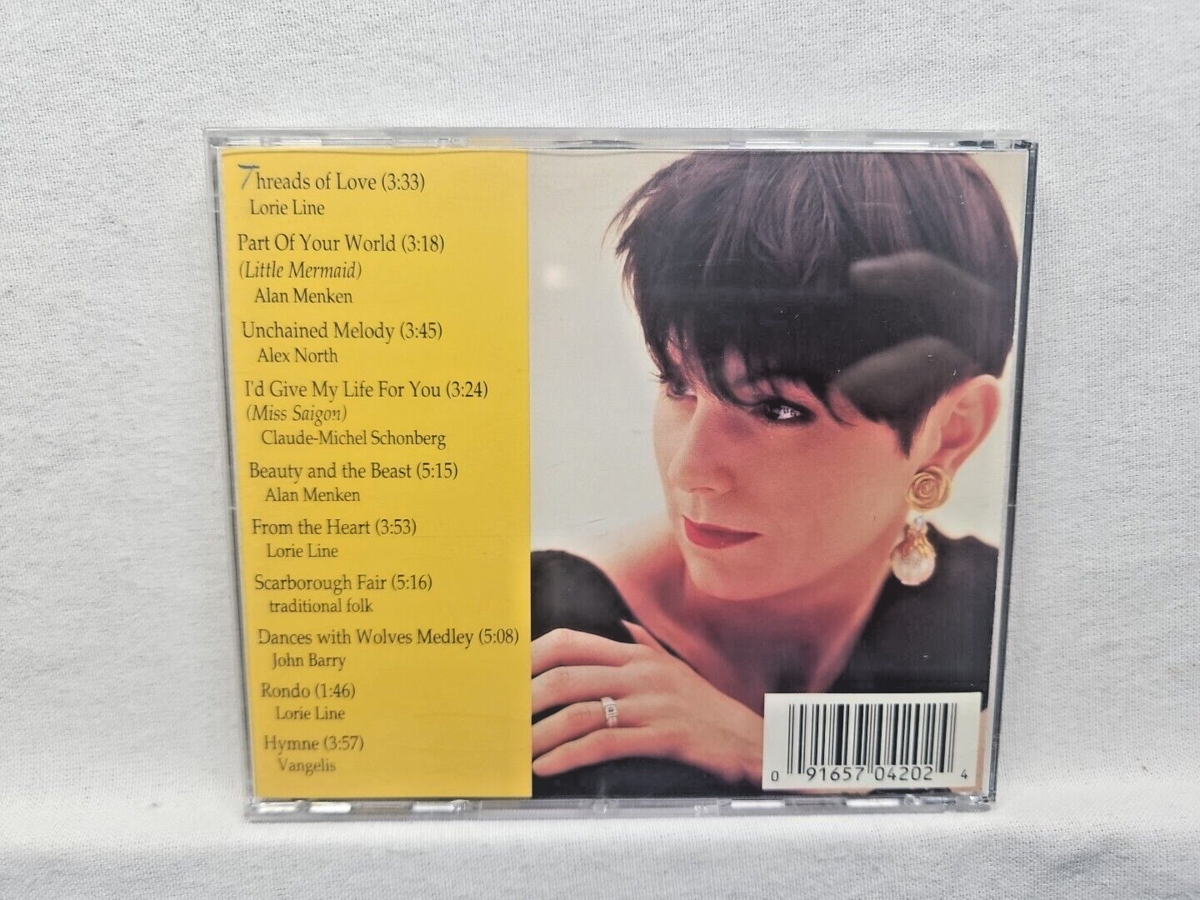 Threads of Love (3:33)
Lorie Line
Part Of Your World (3:18)
(Little Mermaid)
Alan Menken
Unchained Melody (3:45)
Alex North
I'd Give My Life For You (3:24)
(Miss Saigon)
Claude-Michel Schonberg
Beauty and the Beast (5:15)
Alan Menken
From the Heart (3:53)
Lorie Line
Scarborough Fair (5:16)
traditional folk
Dances with Wolves Medley (5:08)
John Barry
Rondo (1:46)
Lorie Line
Hymne (3:57)
Vangelis
0 91657 04202 4